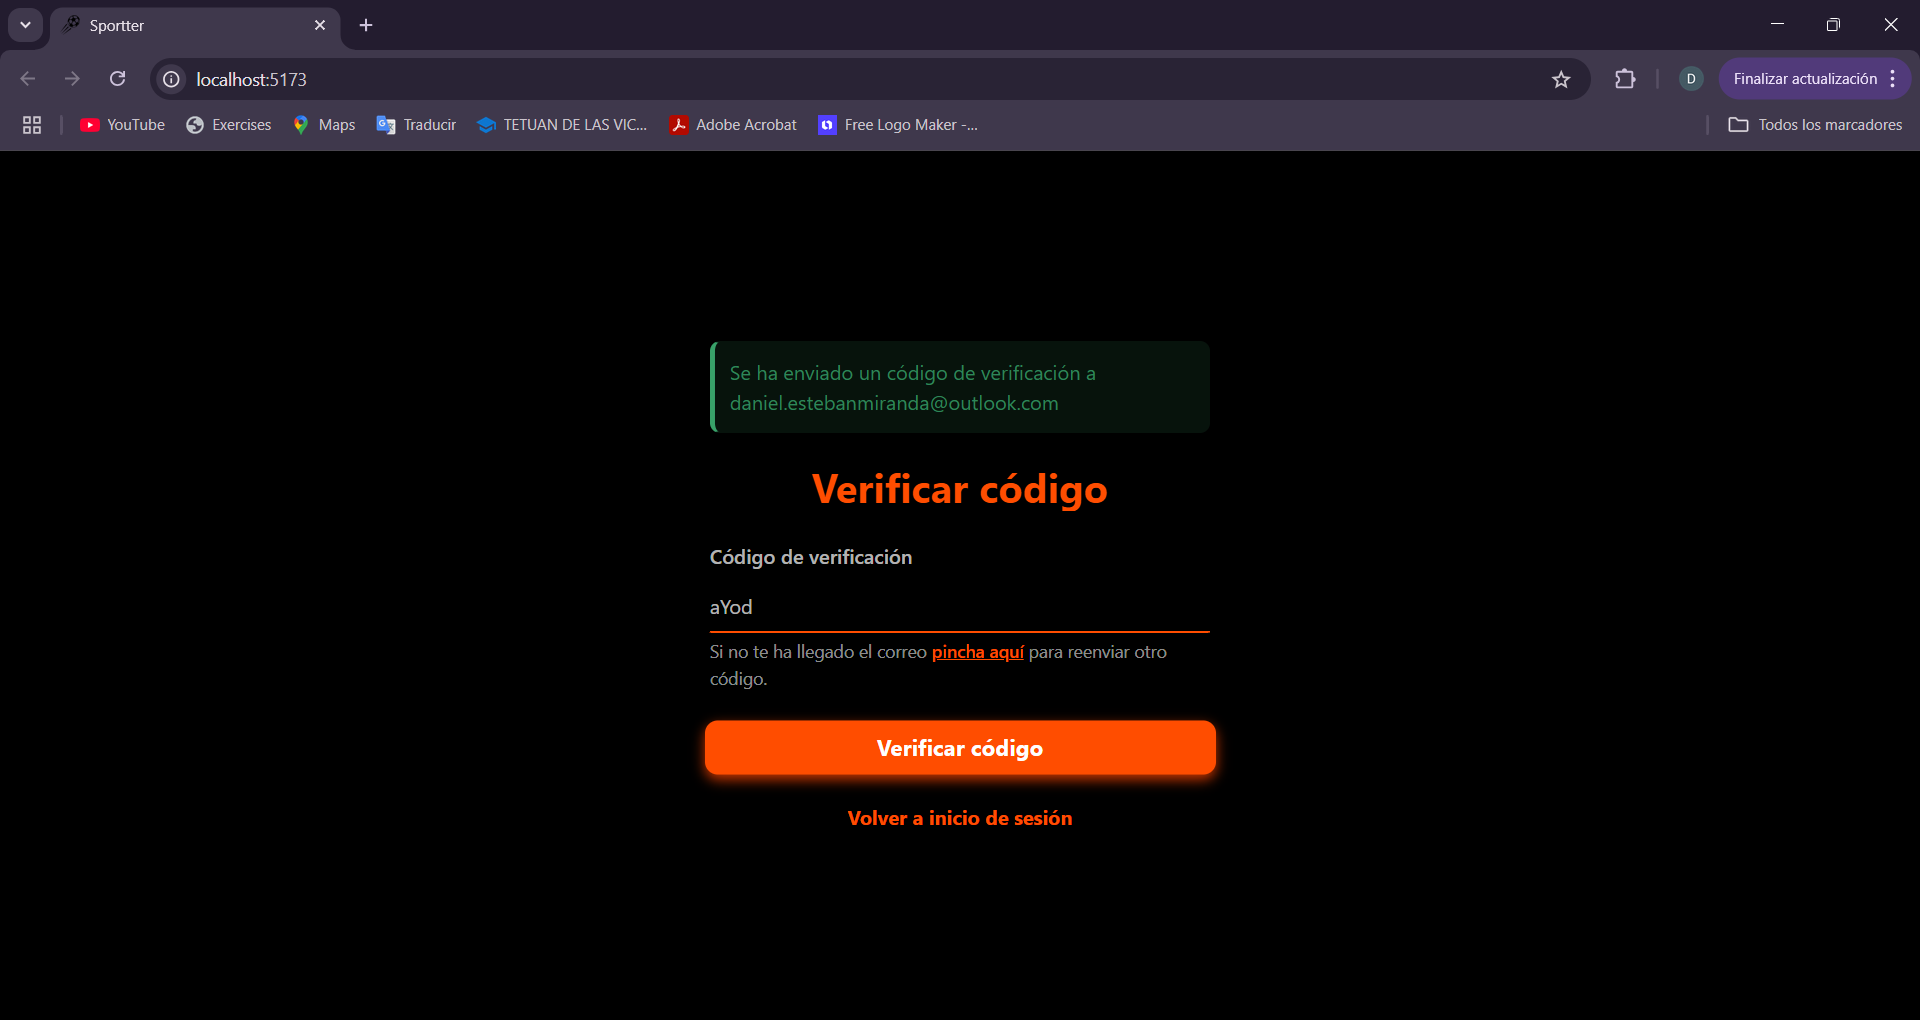 Sportter
localhost:5173
D
Finalizar actualización
YouTube
Exercises
Maps
Traducir
TETUAN DE LAS VIC...
Adobe Acrobat
Free Logo Maker -...
Todos los marcadores
Se ha enviado un código de verificación a
daniel.estebanmiranda@outlook.com
Verificar código
Código de verificación
aYod
Si no te ha llegado el correo pincha aquí para reenviar otro
código.
Verificar código
Volver a inicio de sesión